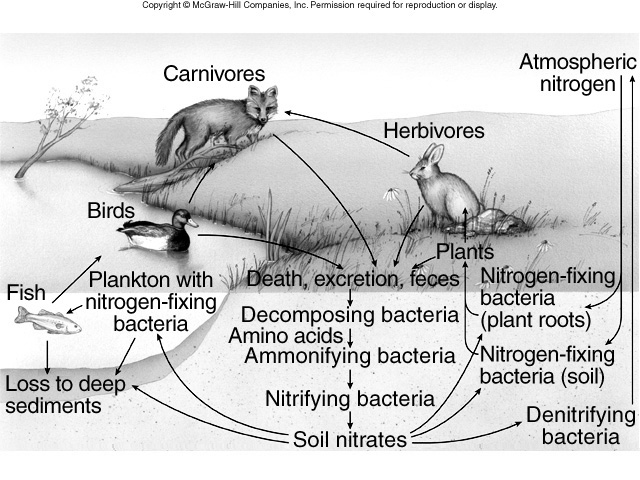 Copyright © McGraw-Hill Companies, Inc. Permission required for reproduction or display.
Carnivores
Atmospheric
nitrogen
Herbivores
Birds
Plants
Fish
Plankton with
nitrogen-fixing
bacteria
Death, excretion, feces
Nitrogen-fixing
bacteria
(plant roots)
Decomposing bacteria
Amino acids
Ammonifying bacteria
Nitrogen-fixing
bacteria (soil)
Loss to deep
sediments
Nitrifying bacteria
Denitrifying
bacteria
Soil nitrates